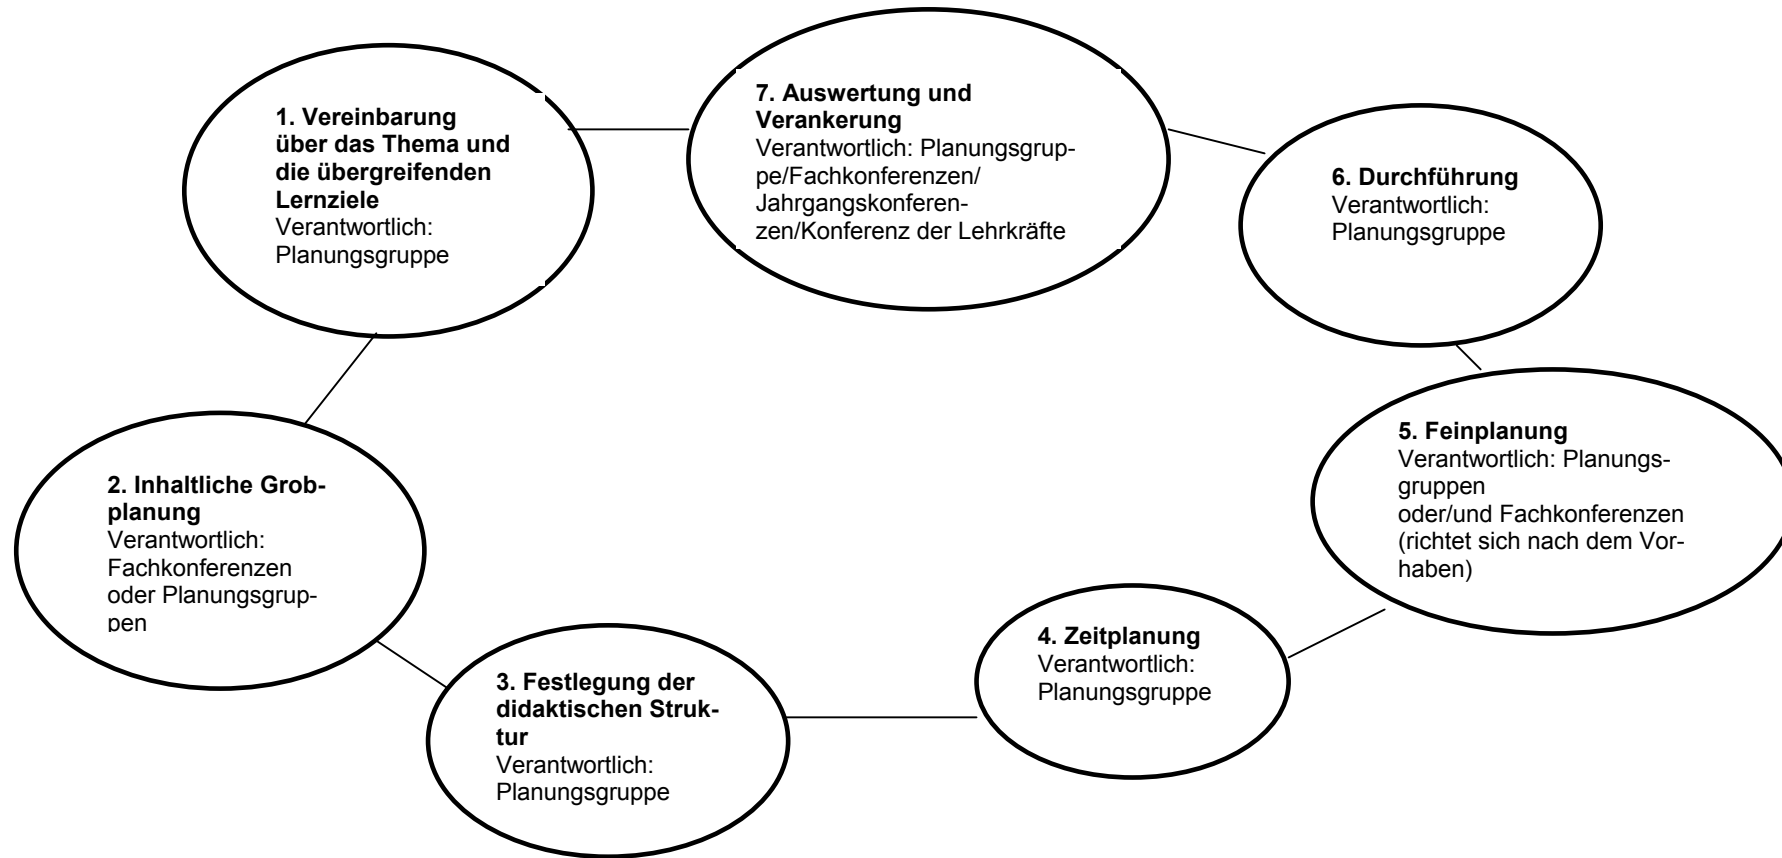 1. Vereinbarung
über das Thema und
die übergreifenden
Lernziele
Verantwortlich:
Planungsgruppe
7. Auswertung und
Verankerung
Verantwortlich: Planungsgrup-
pe/Fachkonferenzen/
Jahrgangskonferen-
zen/Konferenz der Lehrkräfte
6. Durchführung
Verantwortlich:
Planungsgruppe
2. Inhaltliche Grob-
planung
Verantwortlich:
Fachkonferenzen
oder Planungsgrup-
pen
5. Feinplanung
Verantwortlich: Planungs-
gruppen
oder/und Fachkonferenzen
(richtet sich nach dem Vor-
haben)
3. Festlegung der
didaktischen Struk-
tur
Verantwortlich:
Planungsgruppe
4. Zeitplanung
Verantwortlich:
Planungsgruppe